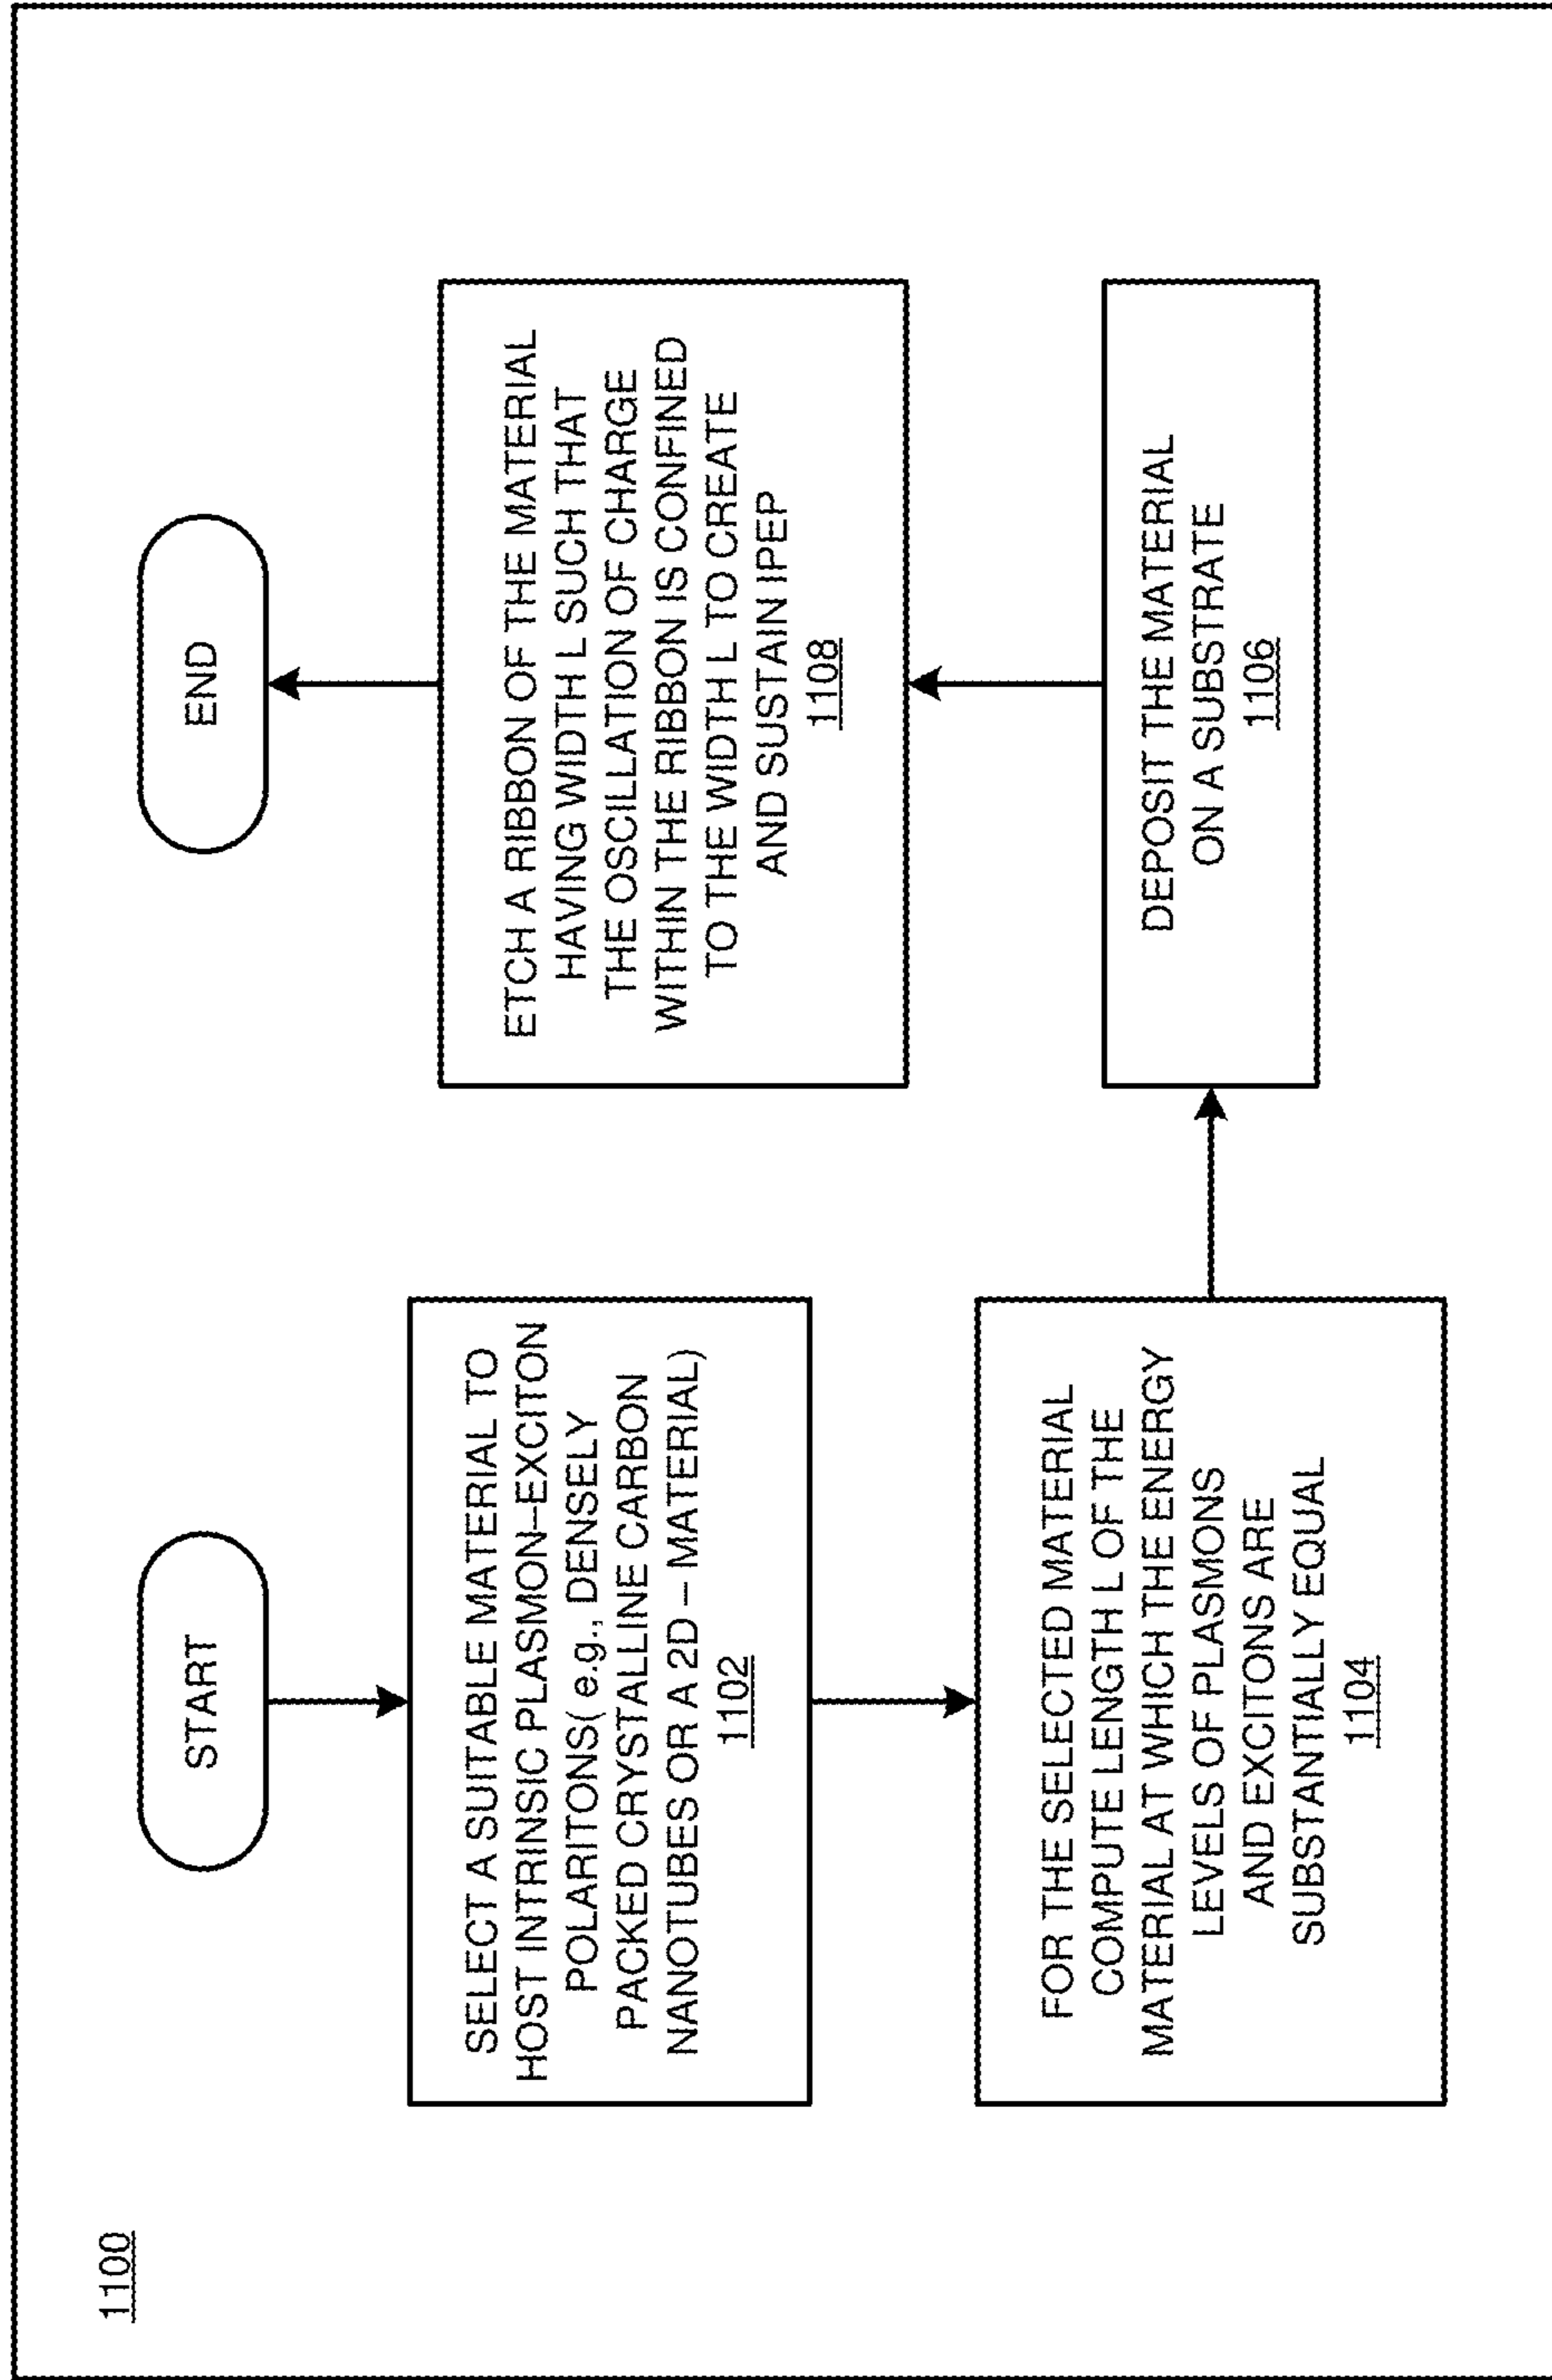 1100
START
SELECT A SUITABLE MATERIAL TO
HOST INTRINSIC PLASMON–EXCITON
POLARITONS( e.g., DENSELY
PACKED CRYSTALLINE CARBON
NANOTUBES OR A 2D – MATERIAL)
1102
FOR THE SELECTED MATERIAL
COMPUTE LENGTH L OF THE
MATERIAL AT WHICH THE ENERGY
LEVELS OF PLASMONS
AND EXCITONS ARE
SUBSTANTIALLY EQUAL
1104
DEPOSIT THE MATERIAL
ON A SUBSTRATE
1106
ETCH A RIBBON OF THE MATERIAL
HAVING WIDTH L SUCH THAT
THE OSCILLATION OF CHARGE
WITHIN THE RIBBON IS CONFINED
TO THE WIDTH L TO CREATE
AND SUSTAIN IPEP
1108
END